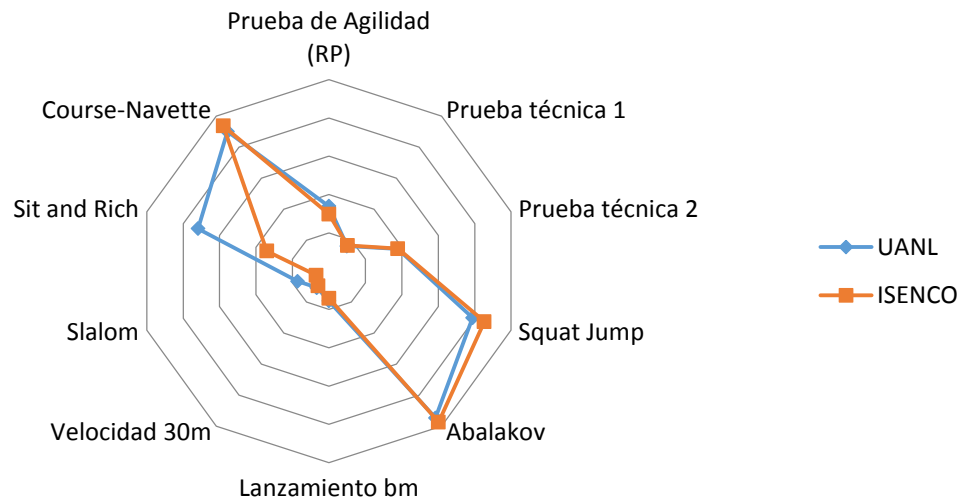 Prueba de Agilidad
(RP)
Course-Navette
Prueba técnica 1
Sit and Rich
Prueba técnica 2
UANL
ISENCO
Slalom
Squat Jump
Velocidad 30m
Abalakov
Lanzamiento bm